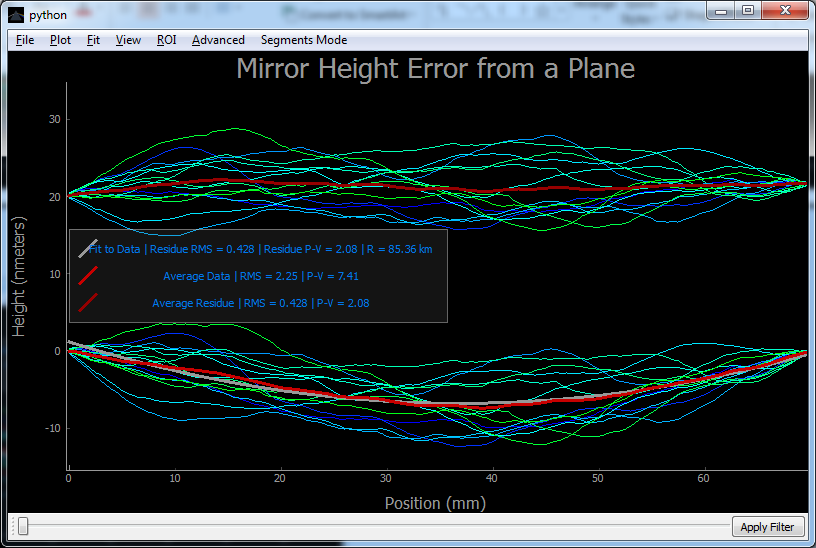 python
File Plot Fit View ROI Advanced Segments Mode
Mirror Height Error from a Plane
30
20
10
0
-10
Height (nmeters)
Fit to Data | Residue RMS = 0.428 | Residue P-V = 2.08 | R = 85.36 km
Average Data | RMS = 2.25 | P-V = 7.41
Average Residue | RMS = 0.428 | P-V = 2.08
0 10 20 30 40 50 60
Position (mm)
Apply Filter